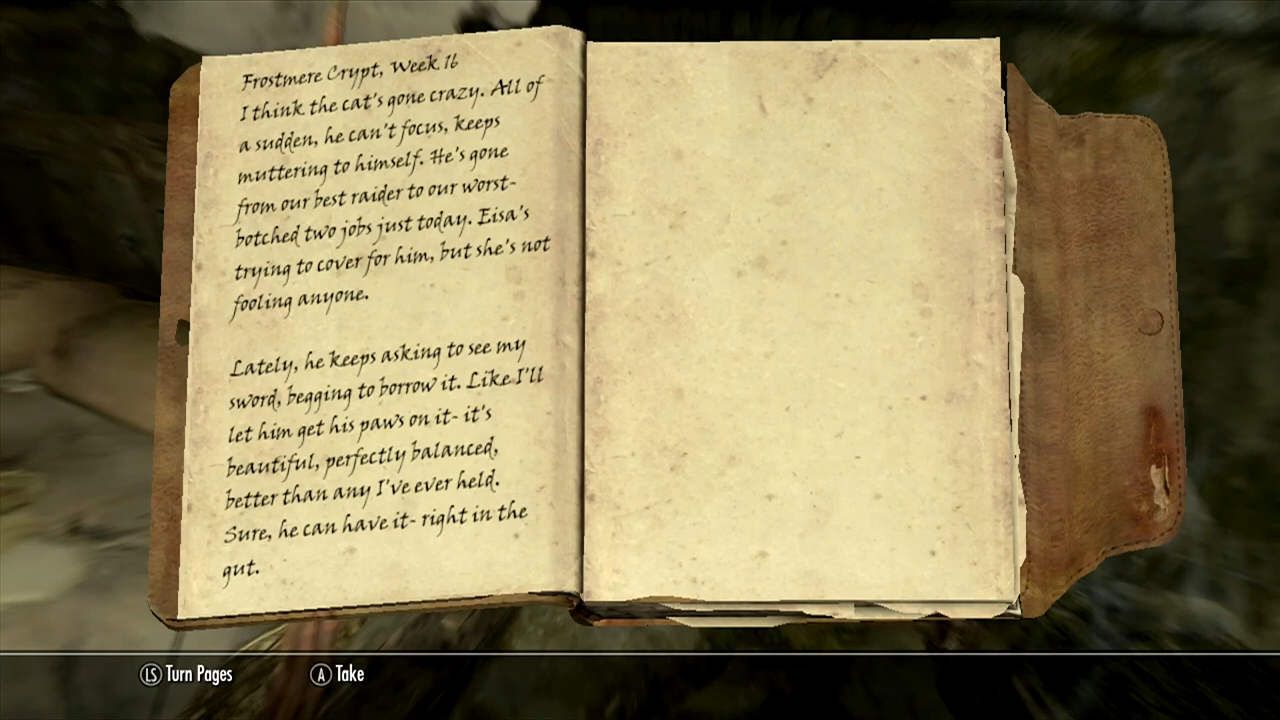 Frostmere Crypt, Week 16
I think the cat's gone crazy. All of
a sudden, he can't focus, keeps
muttering to himself. He's gone
from our best raider to our worst-
botched two jobs just today. Eisa's
trying to cover for him, but she's not
fooling anyone.
Lately, he keeps asking to see my
sword, begging to borrow it. Like I'll
let him get his paws on it- it's
beautiful, perfectly balanced,
better than any I've ever held.
Sure, he can have it- right in the
gut.
LS Turn Pages
A Take